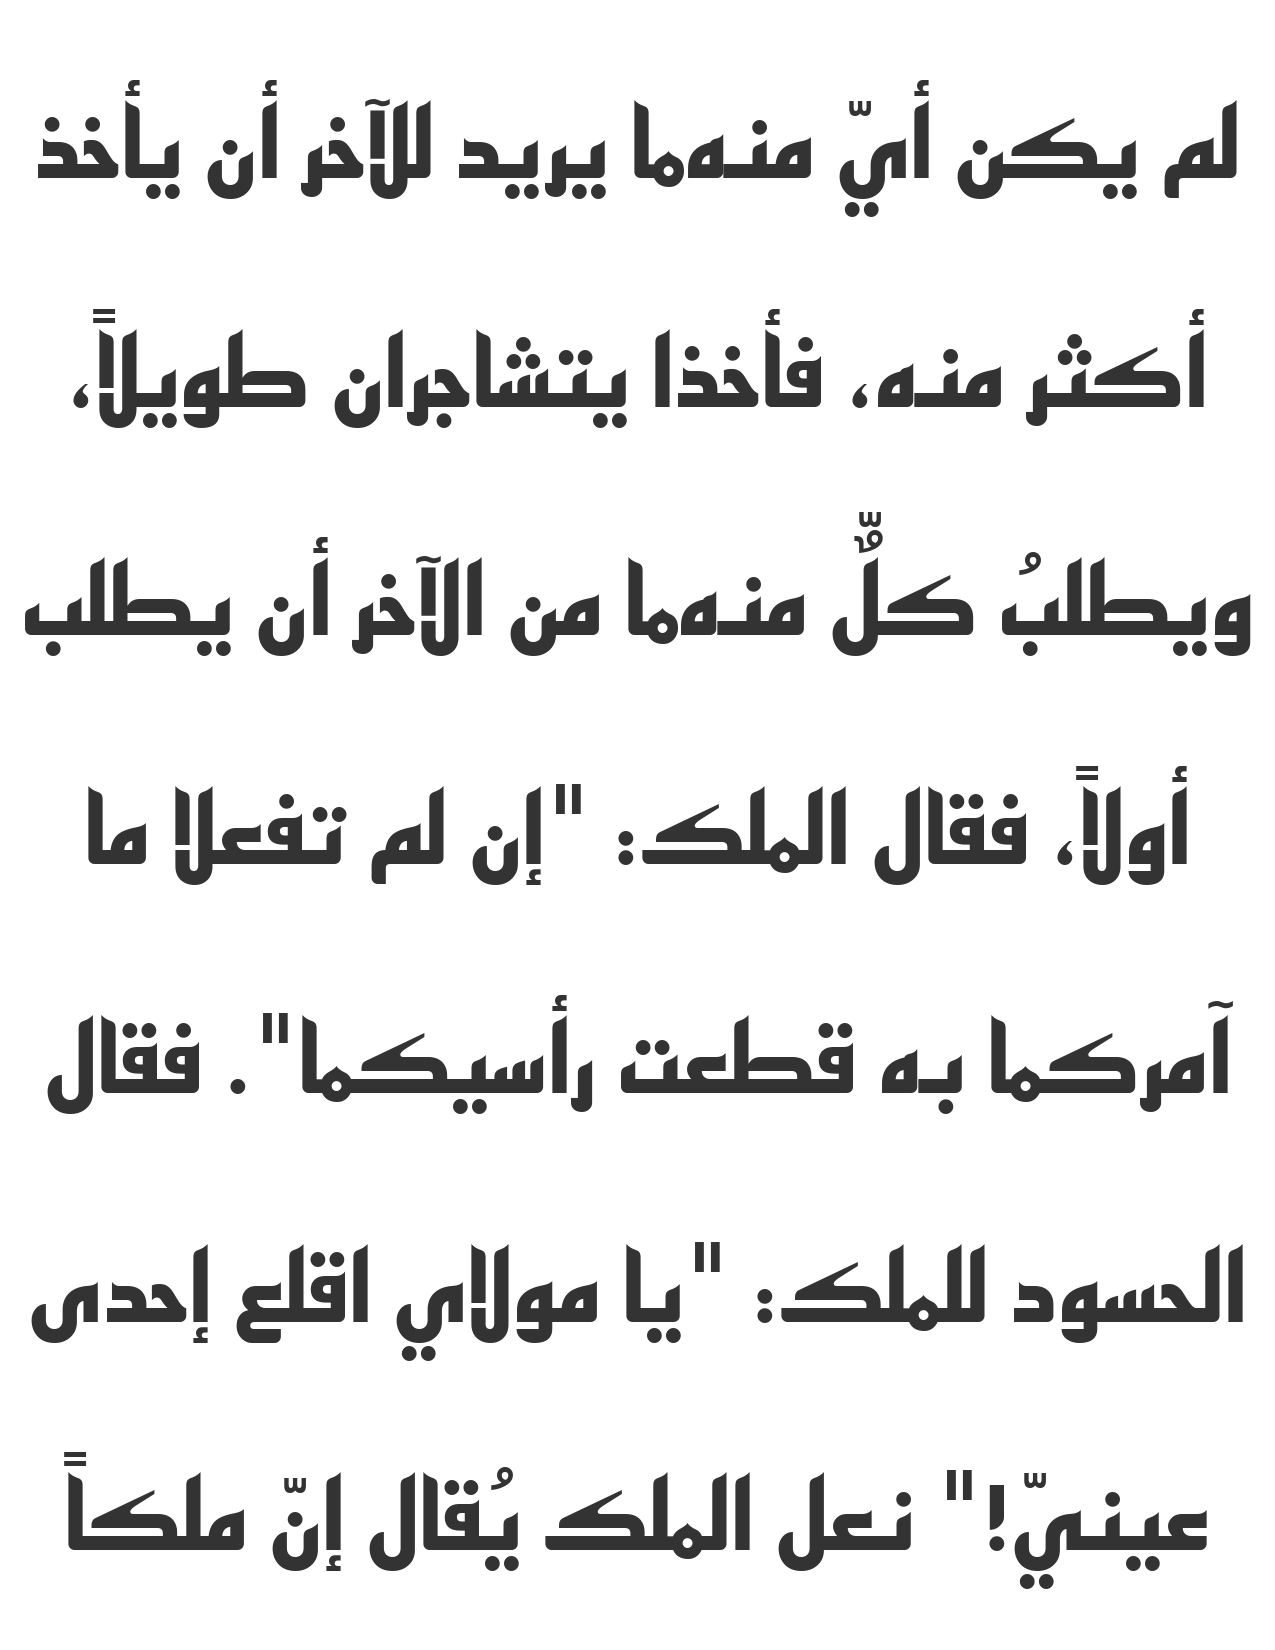 لم يكن أيّ منهما يريد للآخر أن يأخذ
أكثر منه، فأخذا يتشاجران طويلاً،
ويطلبُ كلٌّ منهما من الآخر أن يطلب
أولاً، فقال الملك: "إن لم تفعلا ما
آمركما به قطعت رأسيكما". فقال
الحسود للملك: "يا مولاي اقلع إحدى
عينيّ!" نعل الملك يُقال إنّ ملكاً